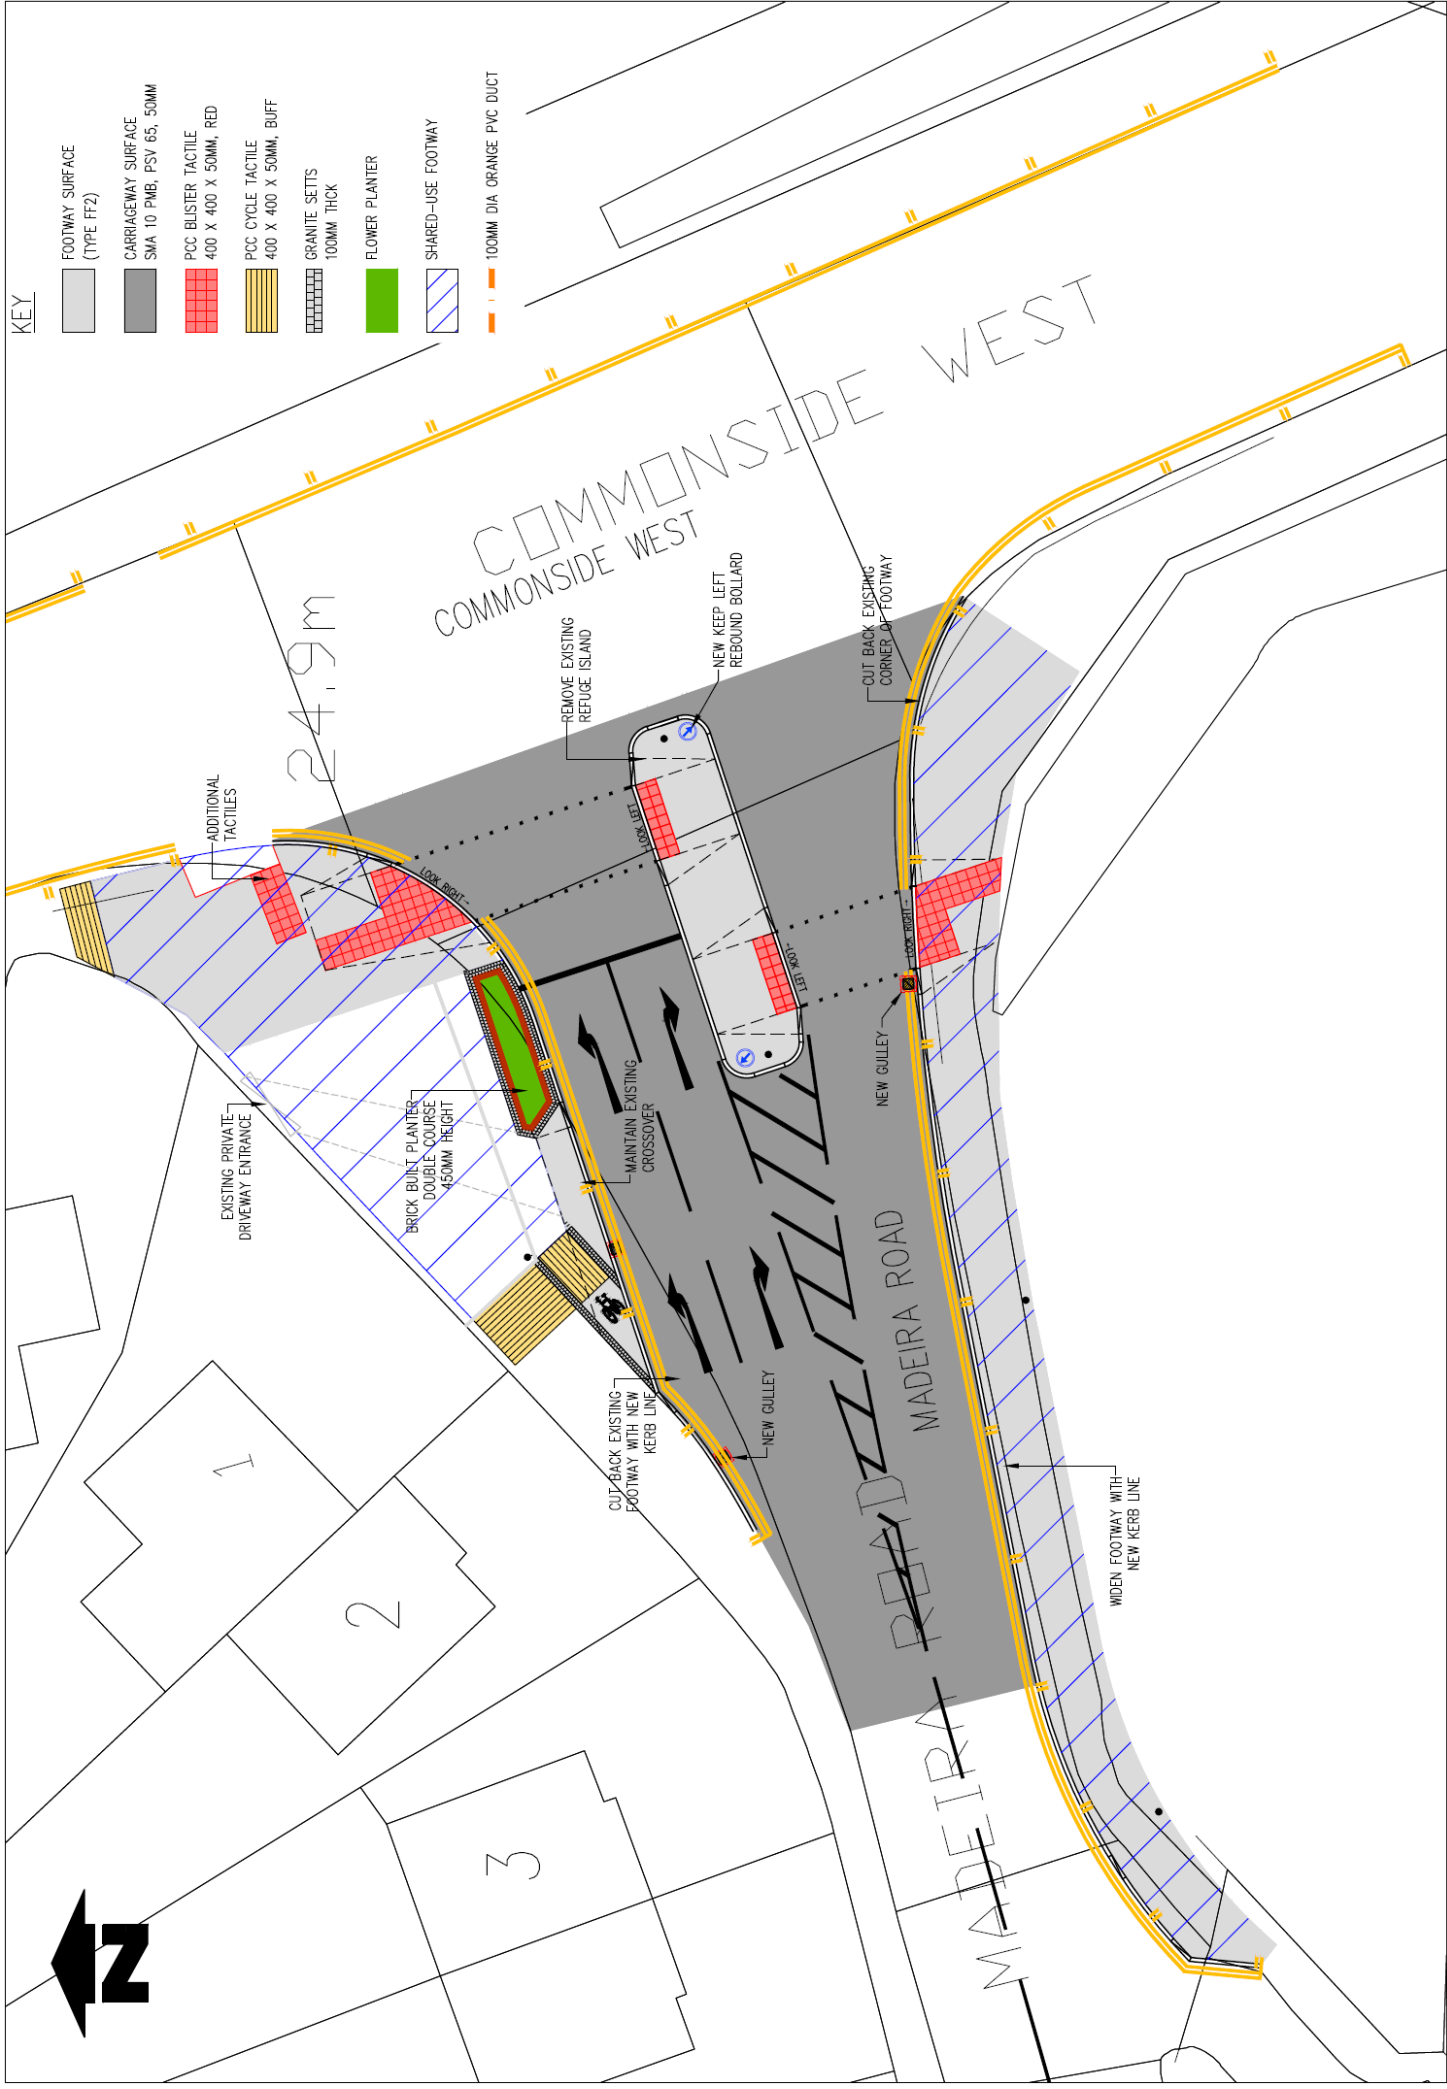 KEY
FOOTWAY SURFACE
(TYPE FF2)
CARRIAGEWAY SURFACE
SMA 10 PMB, PSV 65, 50MM
PCC BLISTER TACTILE
400 X 400 X 50MM, RED
PCC CYCLE TACTILE
400 X 400 X 50MM, BUFF
GRANITE SETTS
100MM THCK
FLOWER PLANTER
SHARED-USE FOOTWAY
100MM DIA ORANGE PVC DUCT
COMMONSIDE WEST
COMMONSIDE WEST
24.9m
ADDITIONAL
TACTILES
REMOVE EXISTING
REFUGE ISLAND
NEW KEEP LEFT
REBOUND BOLLARD
CUT BACK EXISTING
CORNER OF FOOTWAY
LOOK RIGHT→
LOOK LEFT
LOOK LEFT
LOOK RIGHT→
EXISTING PRIVATE
DRIVEWAY ENTRANCE
BRICK BUILT PLANTER
DOUBLE COURSE
450MM HEIGHT
MAINTAIN EXISTING
CROSSOVER
NEW GULLEY
CUT BACK EXISTING
FOOTWAY WITH NEW
KERB LINE
NEW GULLEY
MADEIRA ROAD
MADEIRA ROAD
WIDEN FOOTWAY WITH
NEW KERB LINE
1
2
3
N